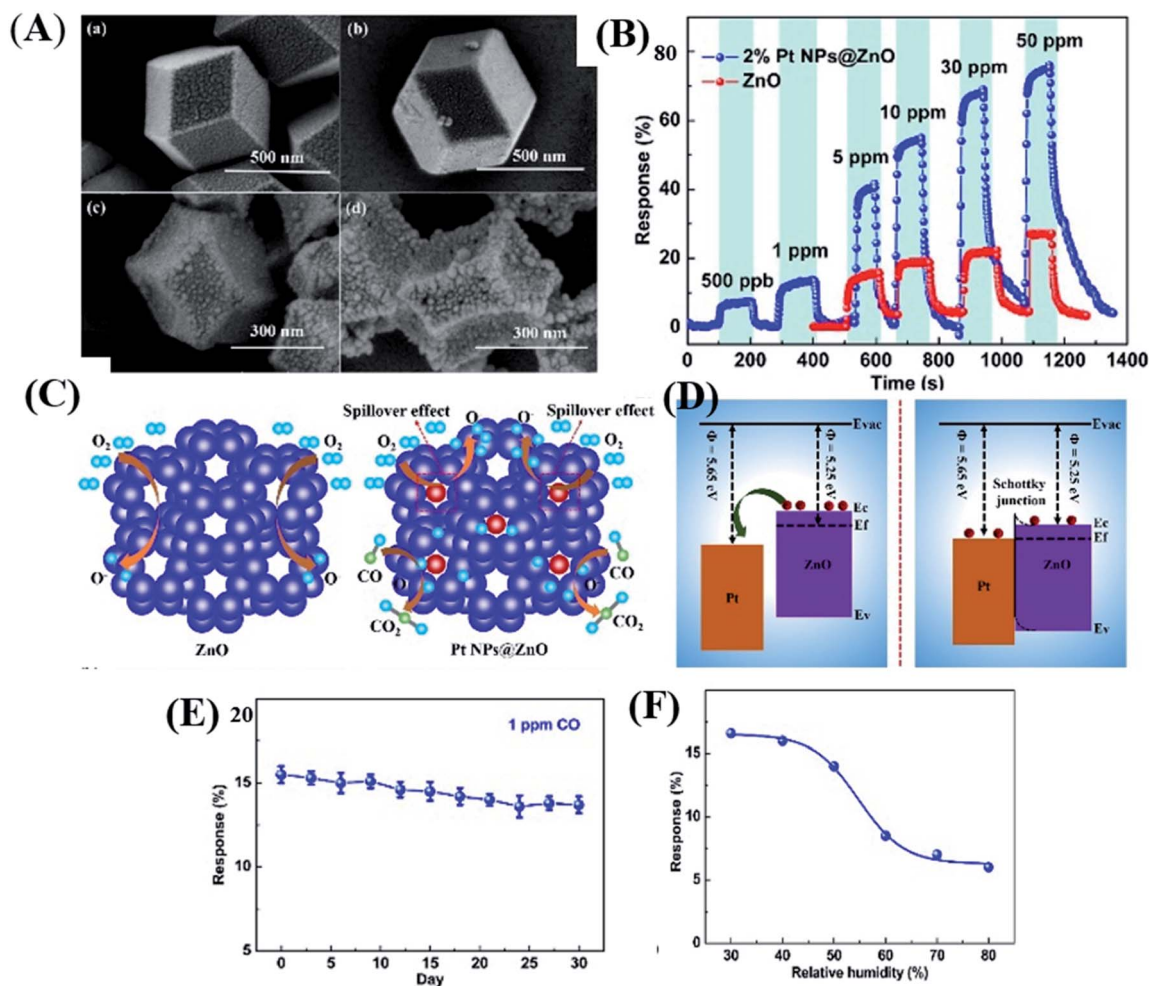 (A)
(a)
500 nm
(b)
500 nm
(c)
300 nm
(d)
300 nm
(B)
80
60
40
20
0
Response (%)
2% Pt NPs@ZnO
ZnO
500 ppb
1 ppm
5 ppm
10 ppm
30 ppm
50 ppm
0 200 400 600 800 1000 1200 1400
Time (s)
(C)
O2
O2
O-
O-
ZnO
Spillover effect
Spillover effect
O-
O-
O2
O2
CO
O-
O-
CO
CO2
CO2
Pt NPs@ZnO
(D)
Evac
Φ = 5.65 eV
Φ = 5.25 eV
Ec
Ef
ZnO
Pt
Ev
Evac
Φ = 5.65 eV
Φ = 5.25 eV
Schottky
junction
Ec
Ef
ZnO
Pt
Ev
(E)
20
15
10
5
Response (%)
1 ppm CO
0 5 10 15 20 25 30
Day
(F)
15
10
5
0
Response (%)
30 40 50 60 70 80
Relative humidity (%)